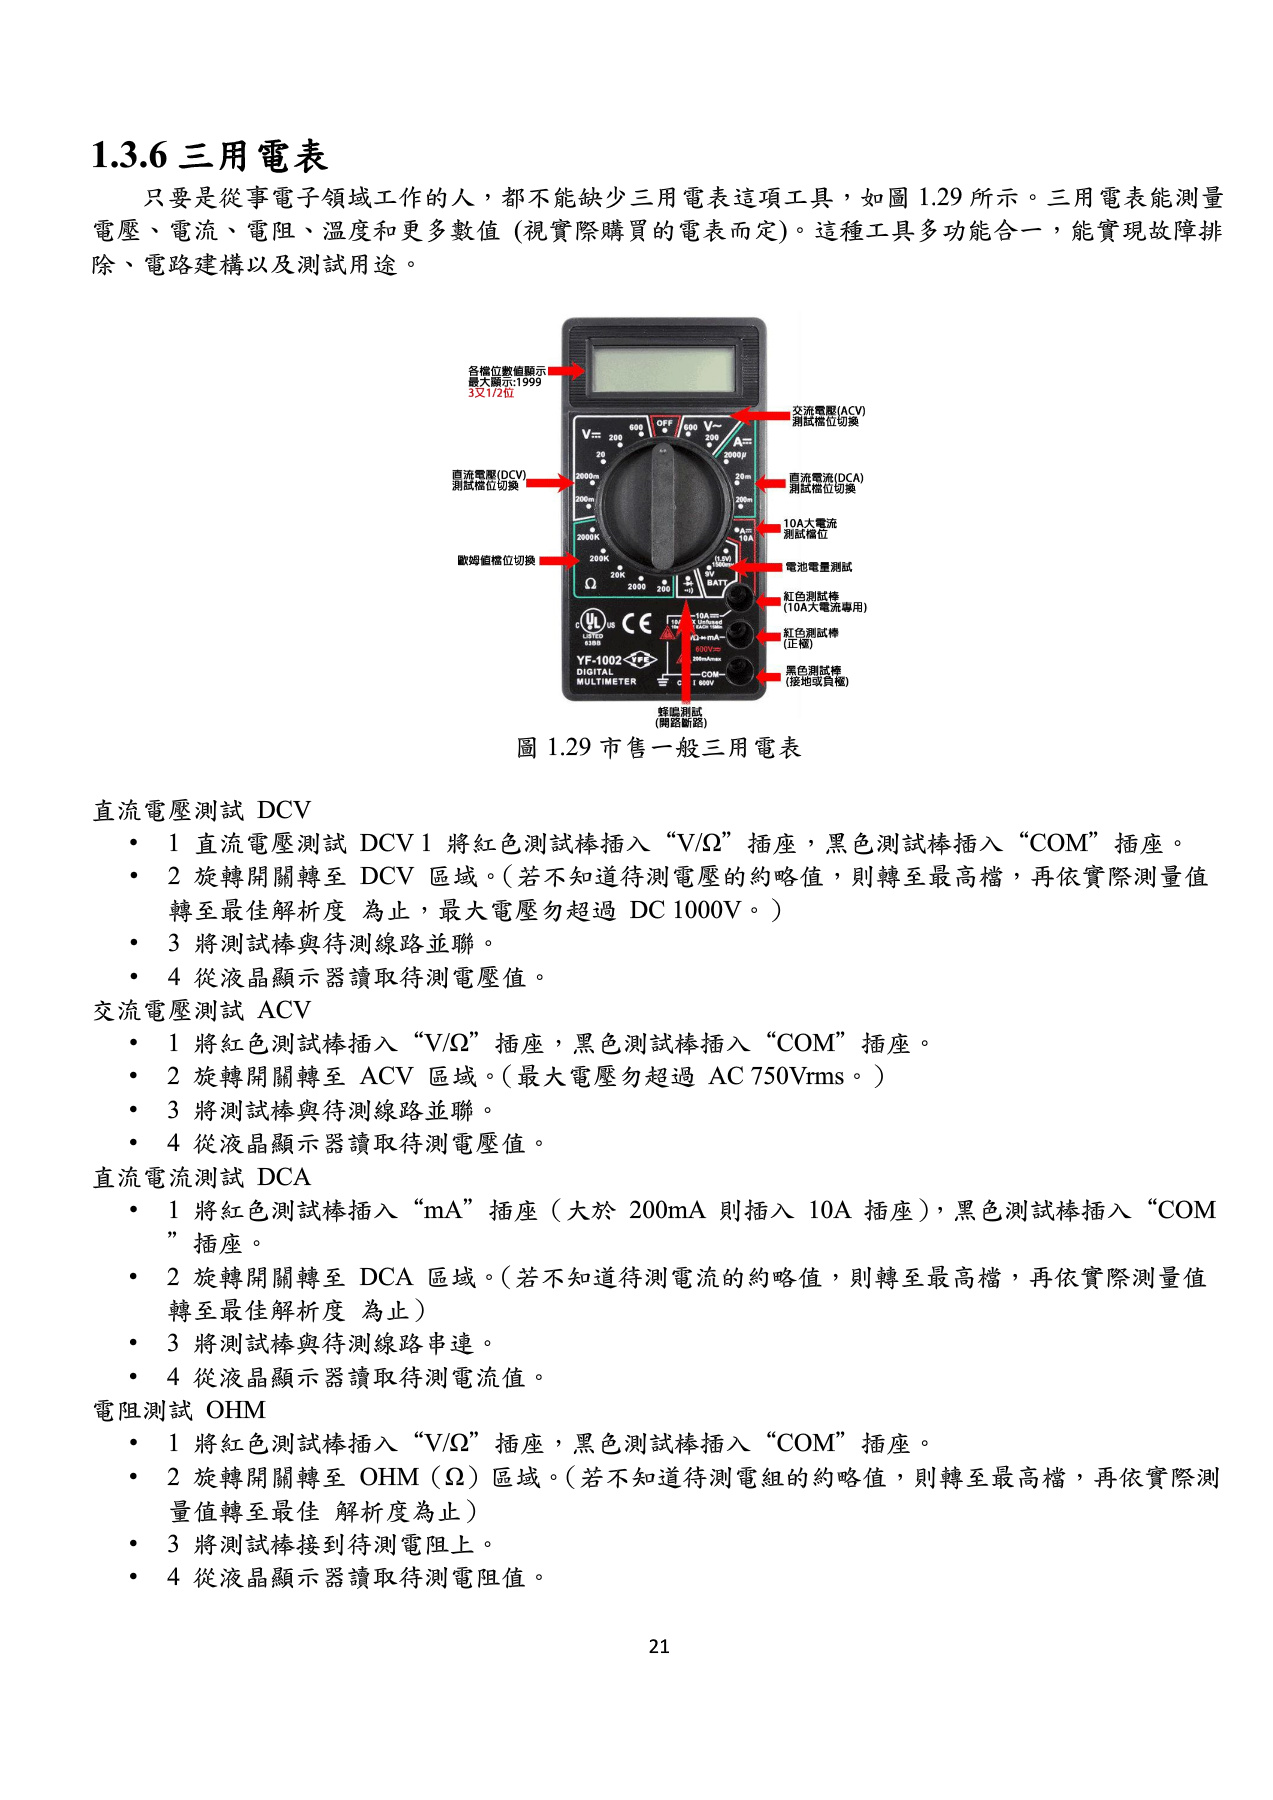 1.3.6 三用電表
只要是從事電子領域工作的人，都不能缺少三用電表這項工具，如圖 1.29 所示。三用電表能測量
電壓、電流、電阻、溫度和更多數值 (視實際購買的電表而定)。這種工具多功能合一，能實現故障排
除、電路建構以及測試用途。
各檔位數值顯示
最大顯示:1999
3又1/2位
交流電壓(ACV)
測試檔位切換
直流電壓(DCV)
測試檔位切換
直流電流(DCA)
測試檔位切換
10A大電流
測試檔位
歐姆值檔位切換
電池電量測試
紅色測試棒
(10A大電流專用)
紅色測試棒
(正極)
黑色測試棒
(接地或負極)
蜂鳴測試
(開路斷路)
OFF
V⎓
600
200
20
2000m
200m
600
V~
200
A⎓
2000µ
20m
200m
A⎓
10A
(1.5V)
1500m
9V
BATT
2000K
200K
20K
2000
200
Ω
C UL US
LISTED
63BB
CE
YF-1002 YFE
DIGITAL
MULTIMETER
10A⎓
600V⎓
200mAmax
COM
600V
圖 1.29 市售一般三用電表
直流電壓測試 DCV
• 1 直流電壓測試 DCV 1 將紅色測試棒插入“V/Ω”插座，黑色測試棒插入“COM”插座。
• 2 旋轉開關轉至 DCV 區域。（若不知道待測電壓的約略值，則轉至最高檔，再依實際測量值
轉至最佳解析度 為止，最大電壓勿超過 DC 1000V。）
• 3 將測試棒與待測線路並聯。
• 4 從液晶顯示器讀取待測電壓值。
交流電壓測試 ACV
• 1 將紅色測試棒插入“V/Ω”插座，黑色測試棒插入“COM”插座。
• 2 旋轉開關轉至 ACV 區域。（最大電壓勿超過 AC 750Vrms。）
• 3 將測試棒與待測線路並聯。
• 4 從液晶顯示器讀取待測電壓值。
直流電流測試 DCA
• 1 將紅色測試棒插入“mA”插座（大於 200mA 則插入 10A 插座），黑色測試棒插入“COM
”插座。
• 2 旋轉開關轉至 DCA 區域。（若不知道待測電流的約略值，則轉至最高檔，再依實際測量值
轉至最佳解析度 為止）
• 3 將測試棒與待測線路串連。
• 4 從液晶顯示器讀取待測電流值。
電阻測試 OHM
• 1 將紅色測試棒插入“V/Ω”插座，黑色測試棒插入“COM”插座。
• 2 旋轉開關轉至 OHM（Ω）區域。（若不知道待測電組的約略值，則轉至最高檔，再依實際測
量值轉至最佳 解析度為止）
• 3 將測試棒接到待測電阻上。
• 4 從液晶顯示器讀取待測電阻值。
21